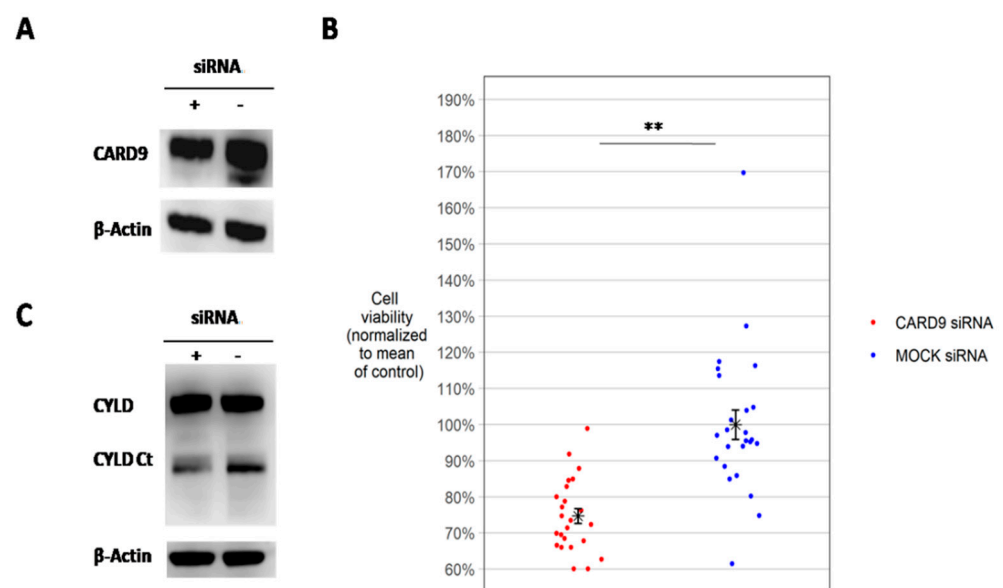 A
siRNA
+ -
CARD9
β-Actin
B
190%
180%
170%
160%
150%
140%
130%
120%
110%
100%
90%
80%
70%
60%
**
Cell
viability
(normalized
to mean
of control)
CARD9 siRNA
MOCK siRNA
C
siRNA
+ -
CYLD
CYLD Ct
β-Actin